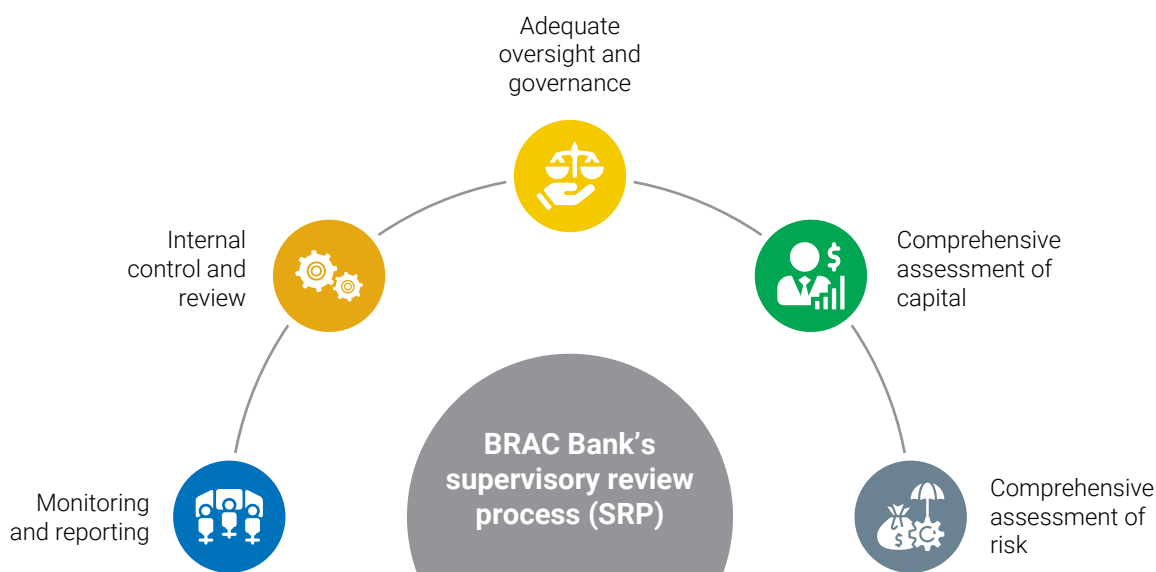 Adequate
oversight and
governance
Internal
control and
review
Comprehensive
assessment of
capital
BRAC Bank’s
supervisory review
process (SRP)
Monitoring
and reporting
Comprehensive
assessment of
risk